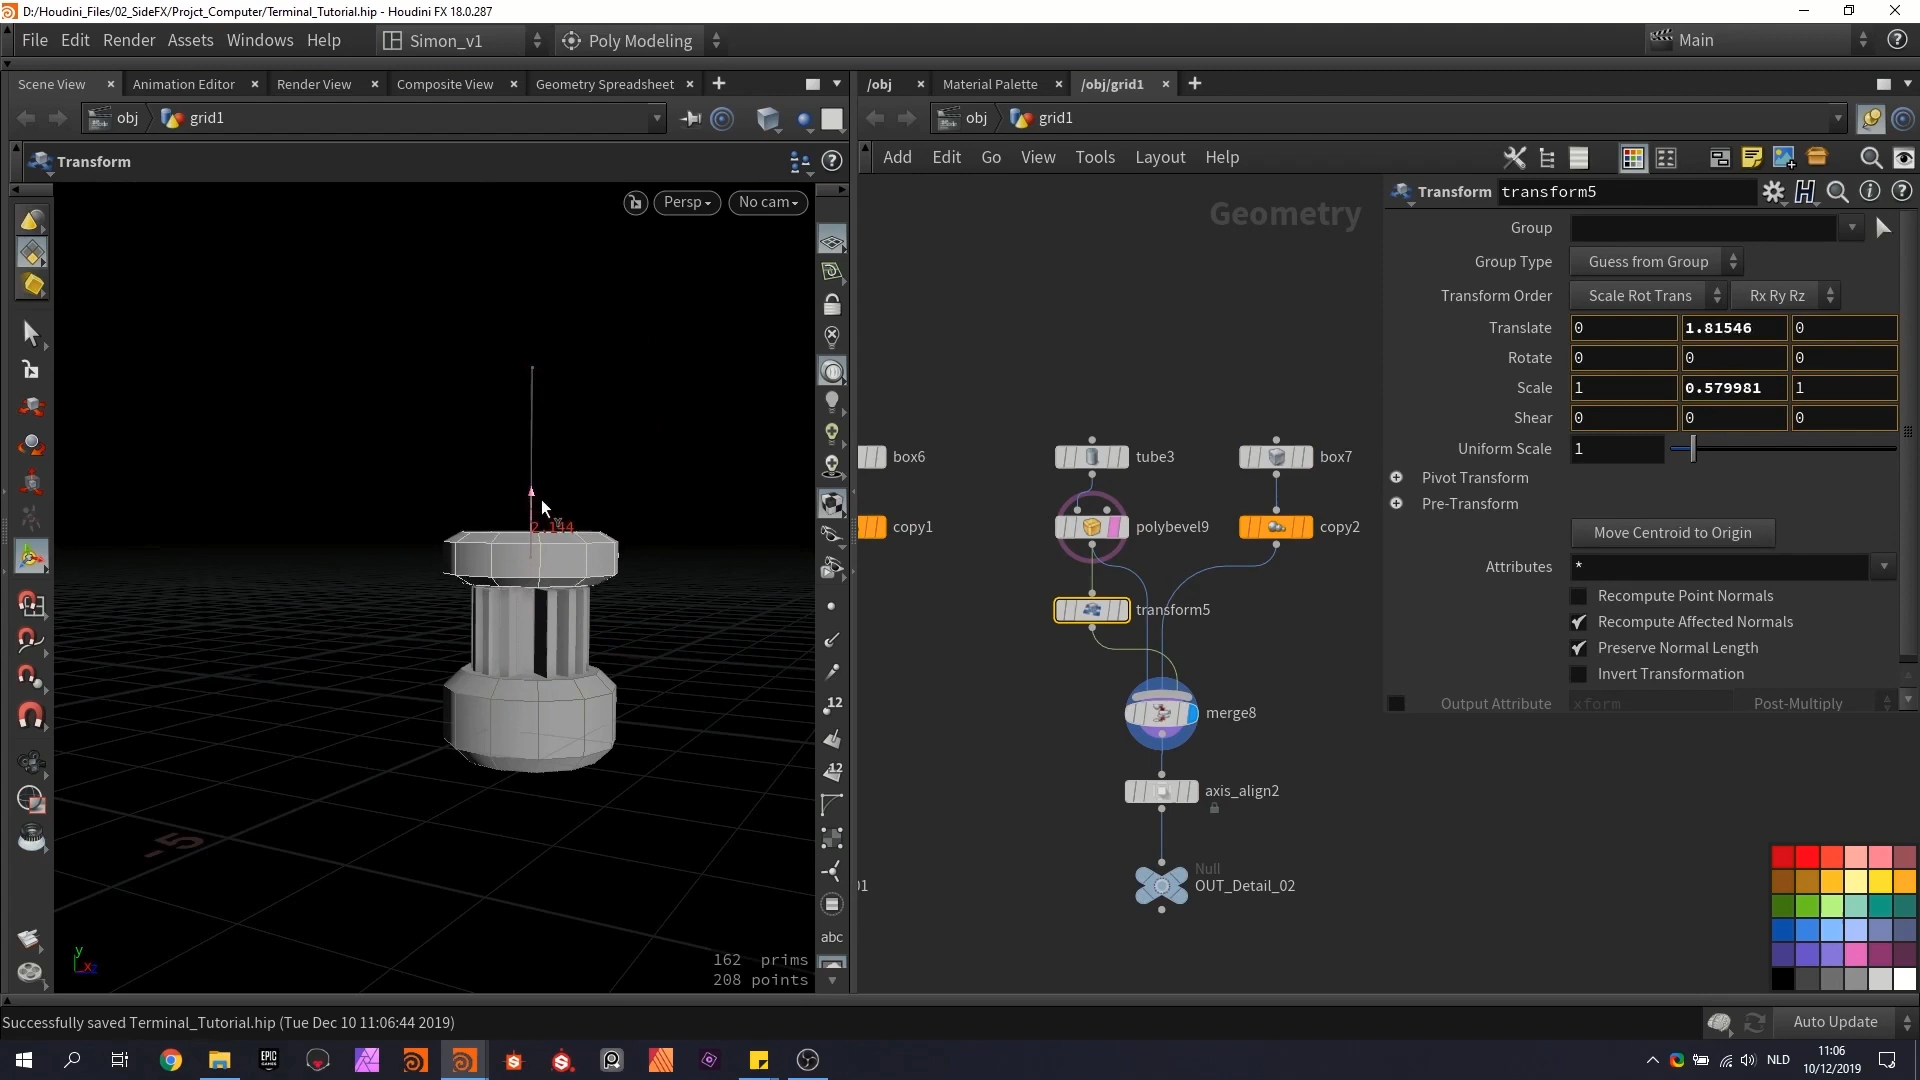 D:/Houdini_Files/02_SideFX/Projct_Computer/Terminal_Tutorial.hip - Houdini FX 18.0.287
File Edit Render Assets Windows Help
Simon_v1
Poly Modeling
Main
Scene View
Animation Editor
Render View
Composite View
Geometry Spreadsheet
/obj
Material Palette
/obj/grid1
obj
grid1
obj
grid1
Transform
Add Edit Go View Tools Layout Help
Persp
No cam
Geometry
Transform transform5
Group
Group Type Guess from Group
Transform Order Scale Rot Trans Rx Ry Rz
Translate 0 1.81546 0
Rotate 0 0 0
Scale 1 0.579981 1
Shear 0 0 0
Uniform Scale 1
Pivot Transform
Pre-Transform
Move Centroid to Origin
Attributes *
Recompute Point Normals
Recompute Affected Normals
Preserve Normal Length
Invert Transformation
Output Attribute xform Post-Multiply
box6
tube3
box7
copy1
polybevel9
copy2
transform5
merge8
axis_align2
Null
OUT_Detail_02
2.144
-5
y
12
12
abc
162 prims
208 points
Successfully saved Terminal_Tutorial.hip (Tue Dec 10 11:06:44 2019)
Auto Update
EPIC
GAMES
NLD
11:06
10/12/2019